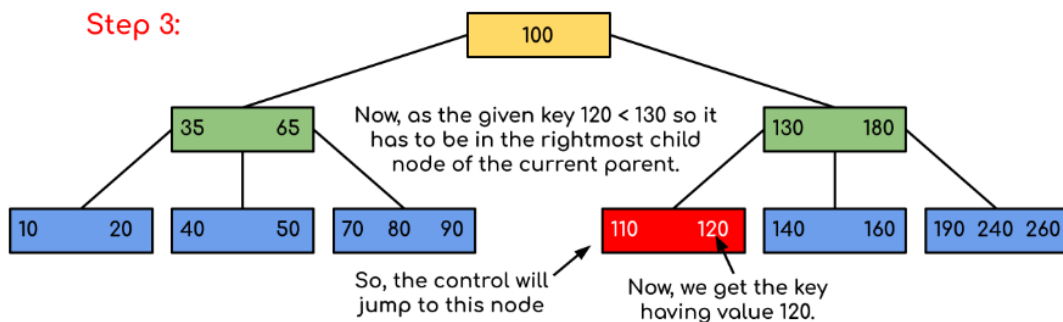 Step 3:
100
Now, as the given key 120 < 130 so it
has to be in the rightmost child
node of the current parent.
35 65
130 180
10 20
40 50
70 80 90
110 120
140 160
190 240 260
So, the control will
jump to this node
Now, we get the key
having value 120.